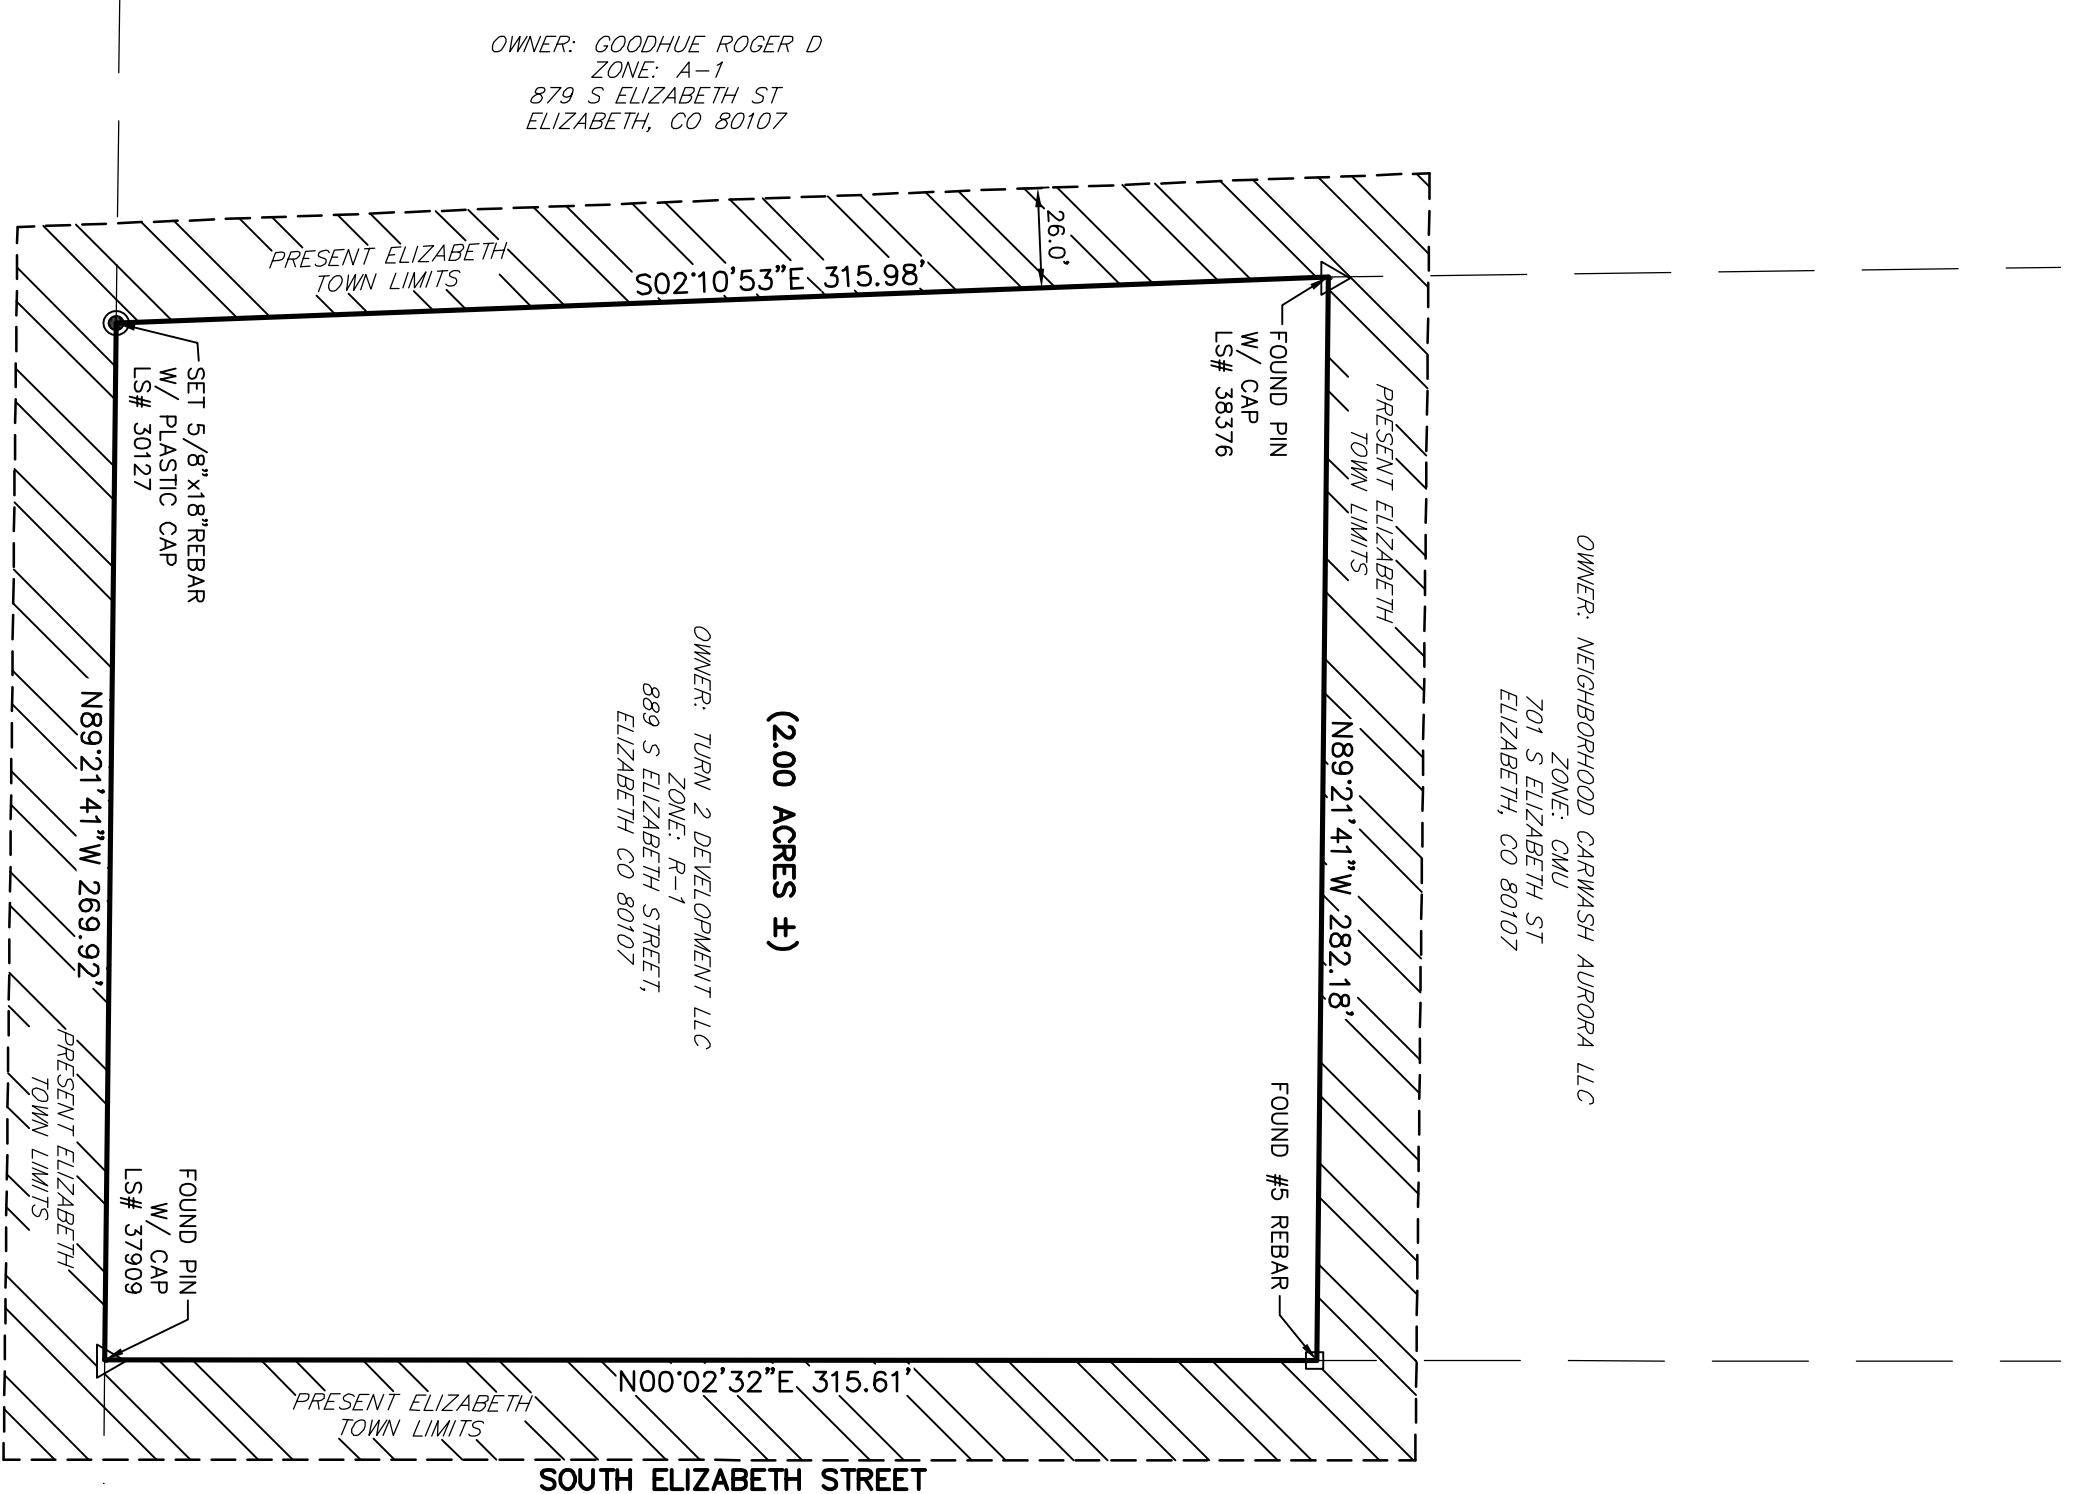 OWNER: GOODHUE ROGER D
ZONE: A-1
879 S ELIZABETH ST
ELIZABETH, CO 80107
26.0'
PRESENT ELIZABETH
TOWN LIMITS
S02°10'53"E 315.98'
FOUND PIN
W/ CAP
LS# 38376
SET 5/8"x18"REBAR
W/ PLASTIC CAP
LS# 30127
PRESENT ELIZABETH
TOWN LIMITS
OWNER: NEIGHBORHOOD CARWASH AURORA LLC
ZONE: CMU
701 S ELIZABETH ST
ELIZABETH, CO 80107
N89°21'41"W 282.18'
(2.00 ACRES ±)
OWNER: TURN 2 DEVELOPMENT LLC
ZONE: R-1
889 S ELIZABETH STREET,
ELIZABETH CO 80107
N89°21'41"W 269.92'
FOUND #5 REBAR
PRESENT ELIZABETH
TOWN LIMITS
FOUND PIN
W/ CAP
LS# 37909
N00°02'32"E 315.61'
PRESENT ELIZABETH
TOWN LIMITS
SOUTH ELIZABETH STREET